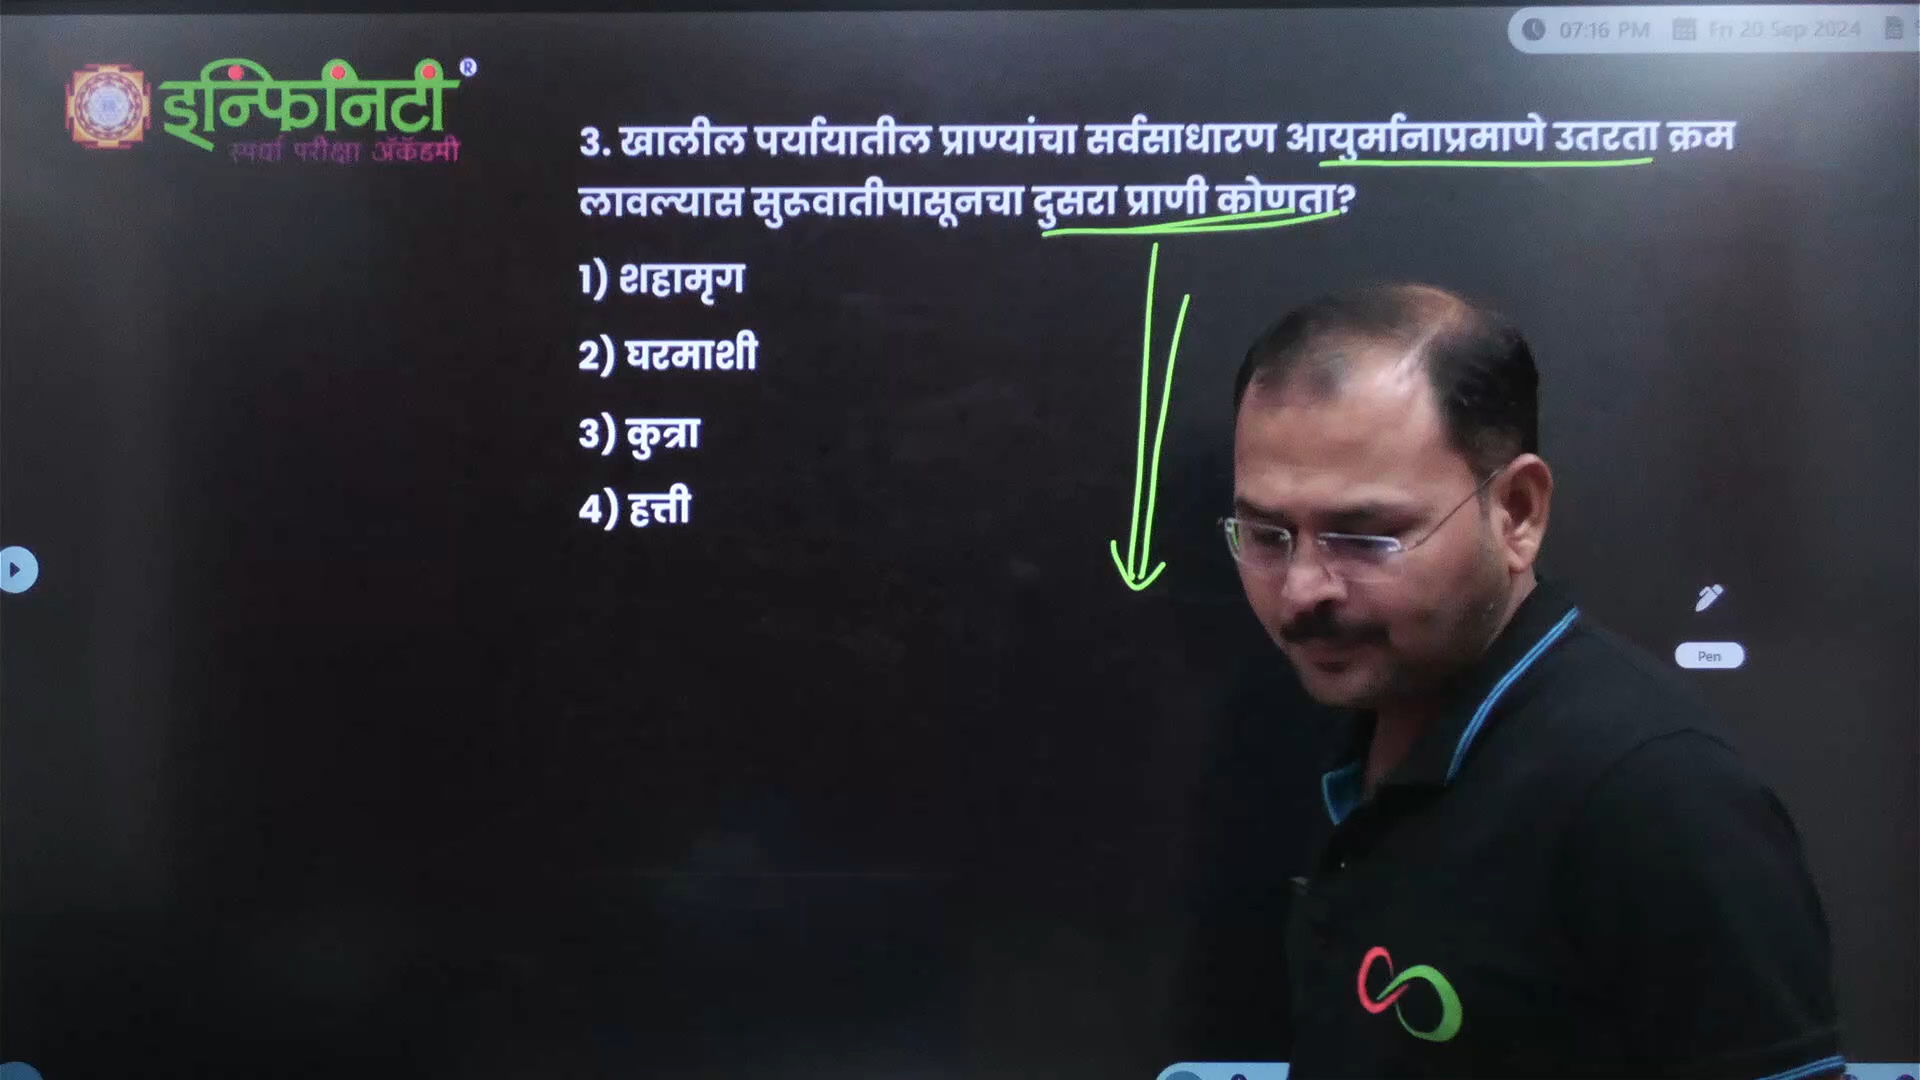 07:16 PM Fri 20 Sep 2024
इन्फिनिटी ®
स्पर्धा परीक्षा अ‍ॅकॅडमी
3. खालील पर्यायातील प्राण्यांचा सर्वसाधारण आयुर्मानाप्रमाणे उतरता क्रम
लावल्यास सुरूवातीपासूनचा दुसरा प्राणी कोणता?
1) शहामृग
2) घरमाशी
3) कुत्रा
4) हत्ती
Pen